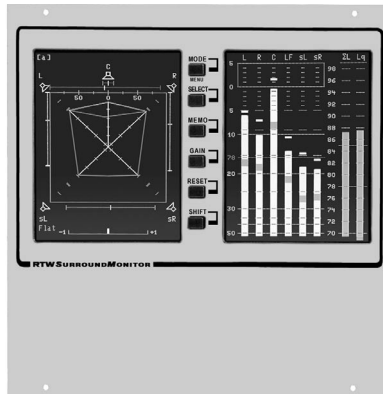 [a]
C
L R
50 0 50
sL sR
Flat
-1 +1
MODE
MENU
SELECT
MEMO
GAIN
RESET
SHIFT
L R C LF sL sR ΣL Lq
5 98
0 96
94
92
5 90
88
10 86
84
20 82
80
78
76
30 74
72
50 70
RTW SURROUNDMONITOR